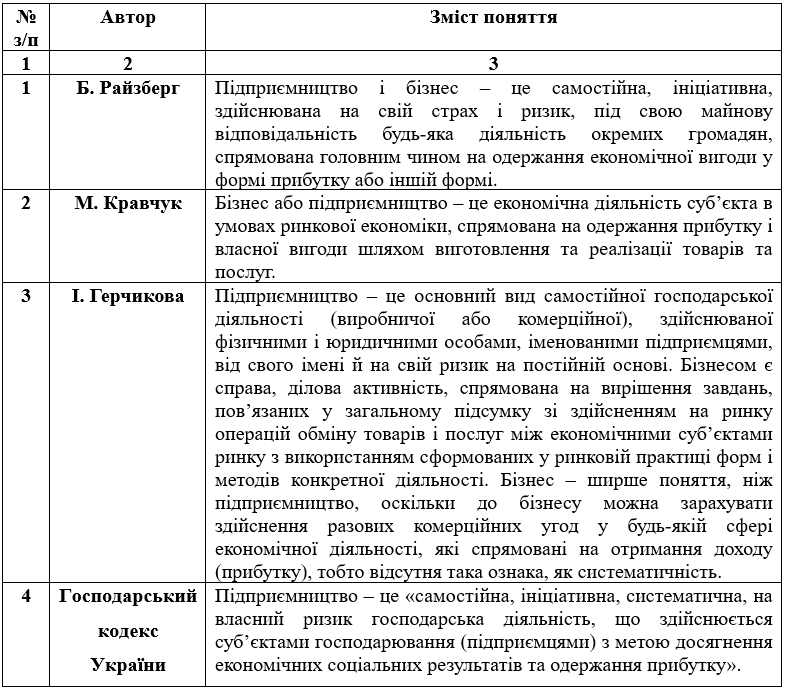 № з/п Автор Зміст поняття
1 2 3
1 Б. Райзберг Підприємництво і бізнес – це самостійна, ініціативна,
здійснювана на свій страх і ризик, під свою майнову
відповідальність будь-яка діяльність окремих громадян,
спрямована головним чином на одержання економічної вигоди у
формі прибутку або іншій формі.
2 М. Кравчук Бізнес або підприємництво – це економічна діяльність суб’єкта в
умовах ринкової економіки, спрямована на одержання прибутку і
власної вигоди шляхом виготовлення та реалізації товарів та
послуг.
3 І. Герчикова Підприємництво – це основний вид самостійної господарської
діяльності (виробничої або комерційної), здійснюваної
фізичними і юридичними особами, іменованими підприємцями,
від свого імені й на свій ризик на постійній основі. Бізнесом є
справа, ділова активність, спрямована на вирішення завдань,
пов’язаних у загальному підсумку зі здійсненням на ринку
операцій обміну товарів і послуг між економічними суб’єктами
ринку з використанням сформованих у ринковій практиці форм і
методів конкретної діяльності. Бізнес – ширше поняття, ніж
підприємництво, оскільки до бізнесу можна зарахувати
здійснення разових комерційних угод у будь-якій сфері
економічної діяльності, які спрямовані на отримання доходу
(прибутку), тобто відсутня така ознака, як систематичність.
4 Господарський кодекс України Підприємництво – це «самостійна, ініціативна, систематична, на
власний ризик господарська діяльність, що здійснюється
суб’єктами господарювання (підприємцями) з метою досягнення
економічних соціальних результатів та одержання прибутку».